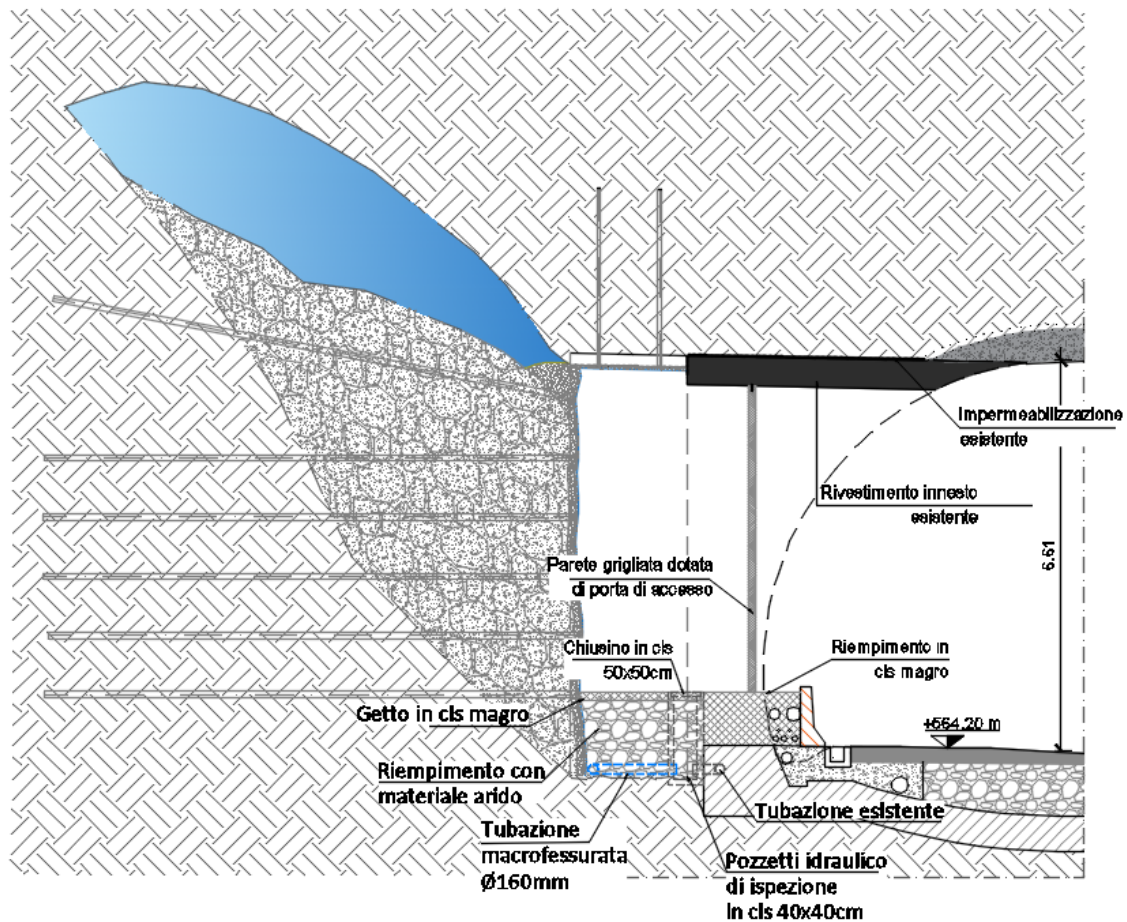 Impermeabilizzazione
esistente
Rivestimento innesto
esistente
6.61
Parete grigliata dotata
di porta di accesso
Chiusino in cls
50x50cm
Riempimento in
cls magro
Getto in cls magro
+564.20 m
Riempimento con
materiale arido
Tubazione esistente
Tubazione
macrofessurata
Ø160mm
Pozzetti idraulico
di ispezione
in cls 40x40cm